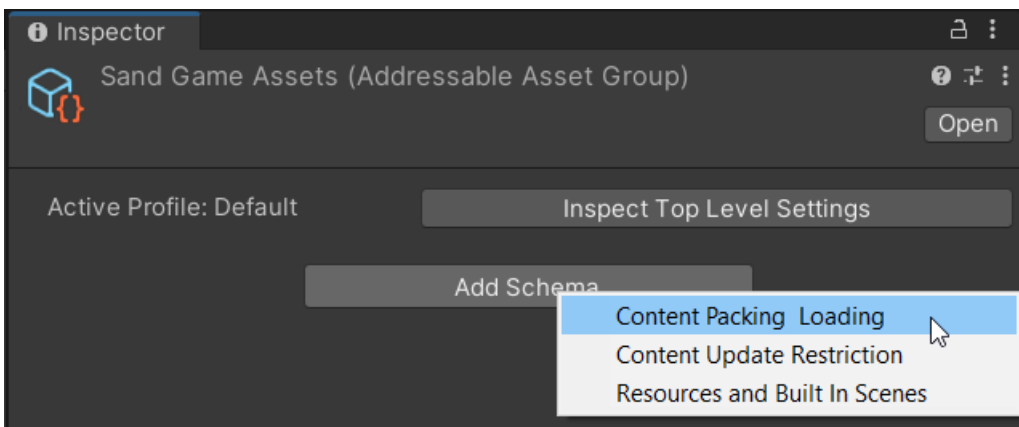 Inspector
Sand Game Assets (Addressable Asset Group)
Open
Active Profile: Default
Inspect Top Level Settings
Add Schema
Content Packing  Loading
Content Update Restriction
Resources and Built In Scenes